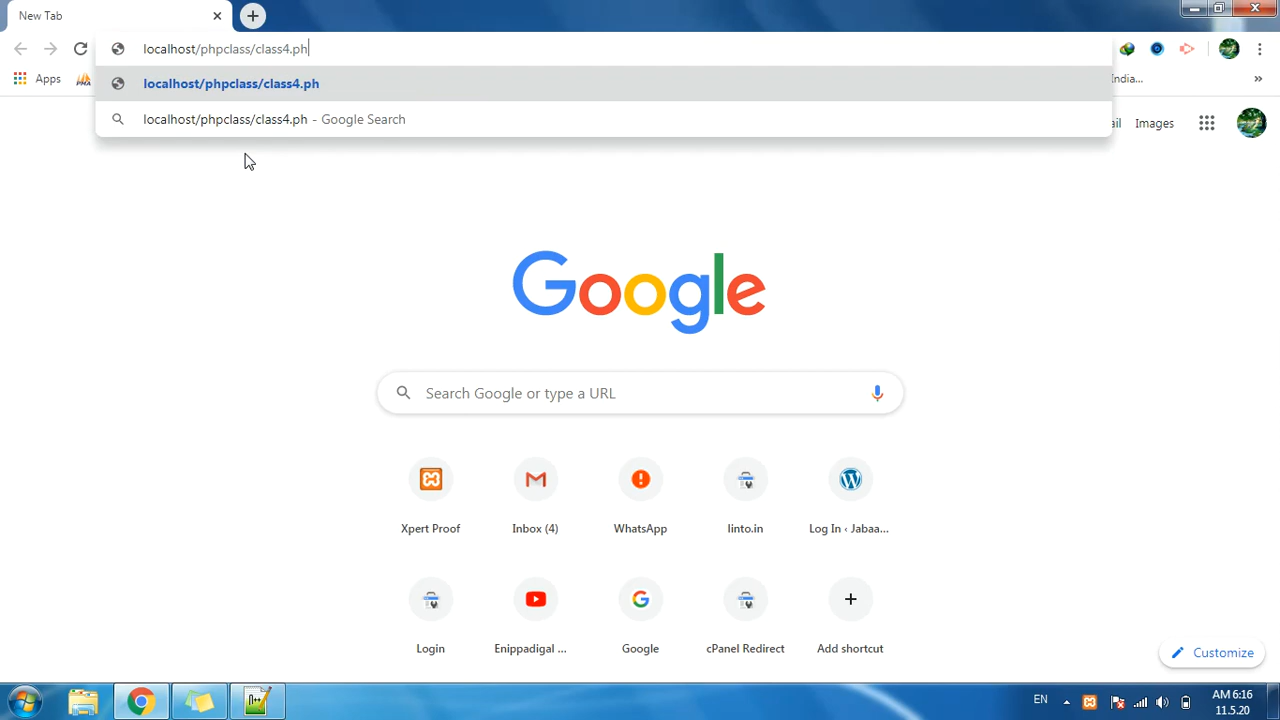 New Tab
localhost/phpclass/class4.ph
Apps
India...
localhost/phpclass/class4.ph
localhost/phpclass/class4.ph - Google Search
ail
Images
Google
Search Google or type a URL
Xpert Proof
Inbox (4)
WhatsApp
linto.in
Log In ‹ Jabaa...
Login
Enippadigal ...
Google
cPanel Redirect
Add shortcut
Customize
EN
AM 6:16
11.5.20